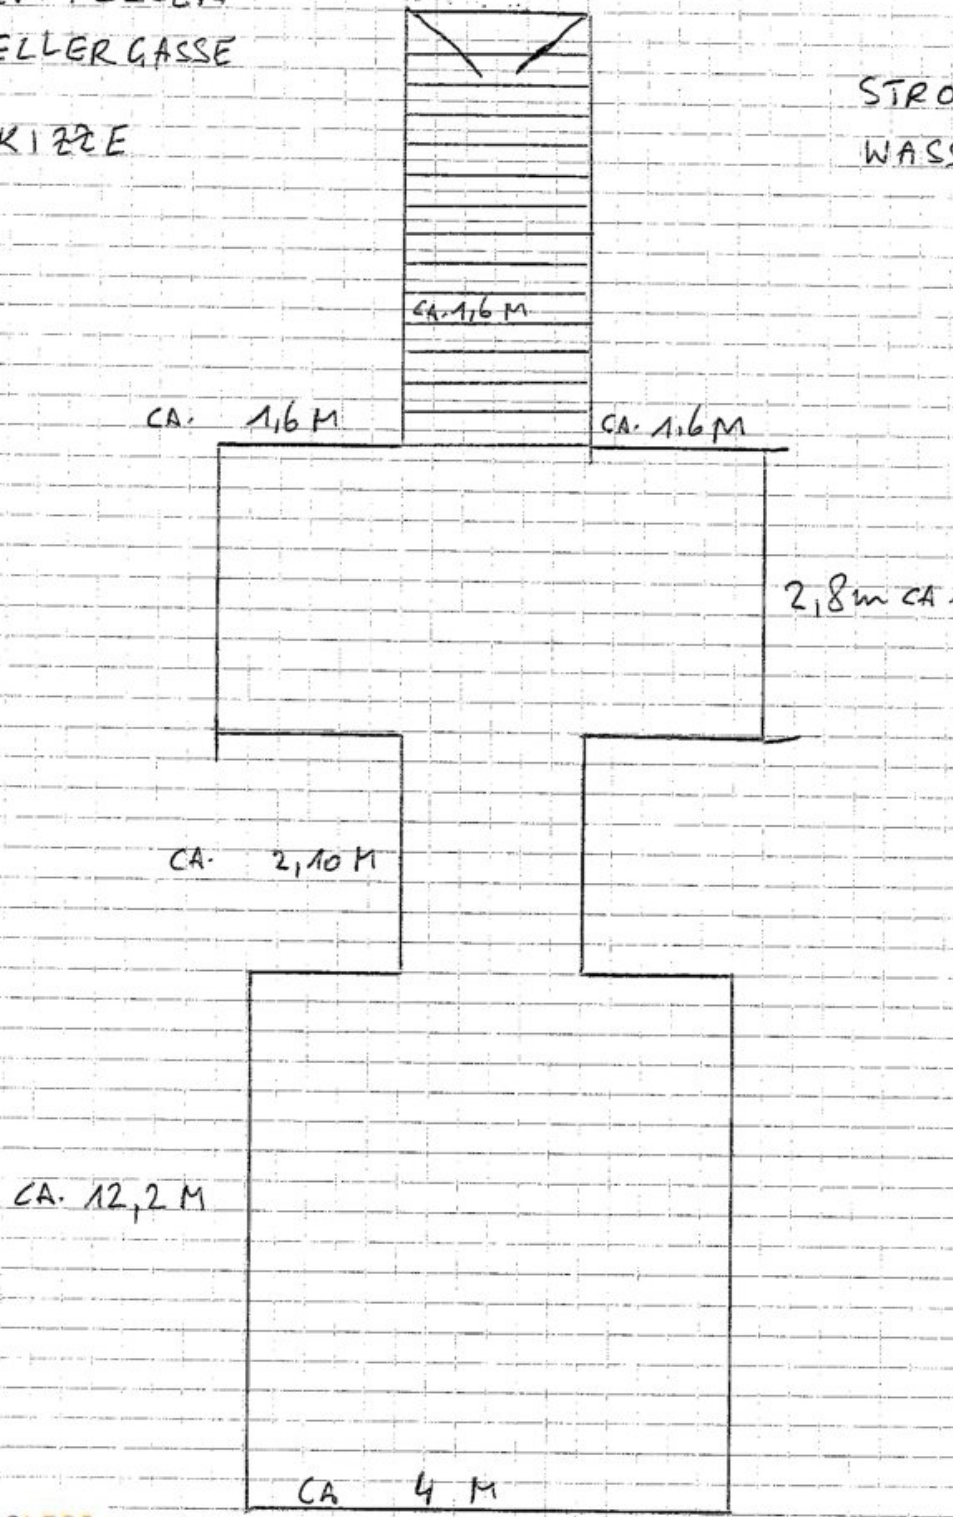 ELLERGASSE
KIZZE
STRO
WASS
CA. 1,6 M
CA. 1,6 M
CA. 1,6 M
2,8m CA.
CA. 2,10 M
CA. 12,2 M
CA 4 M